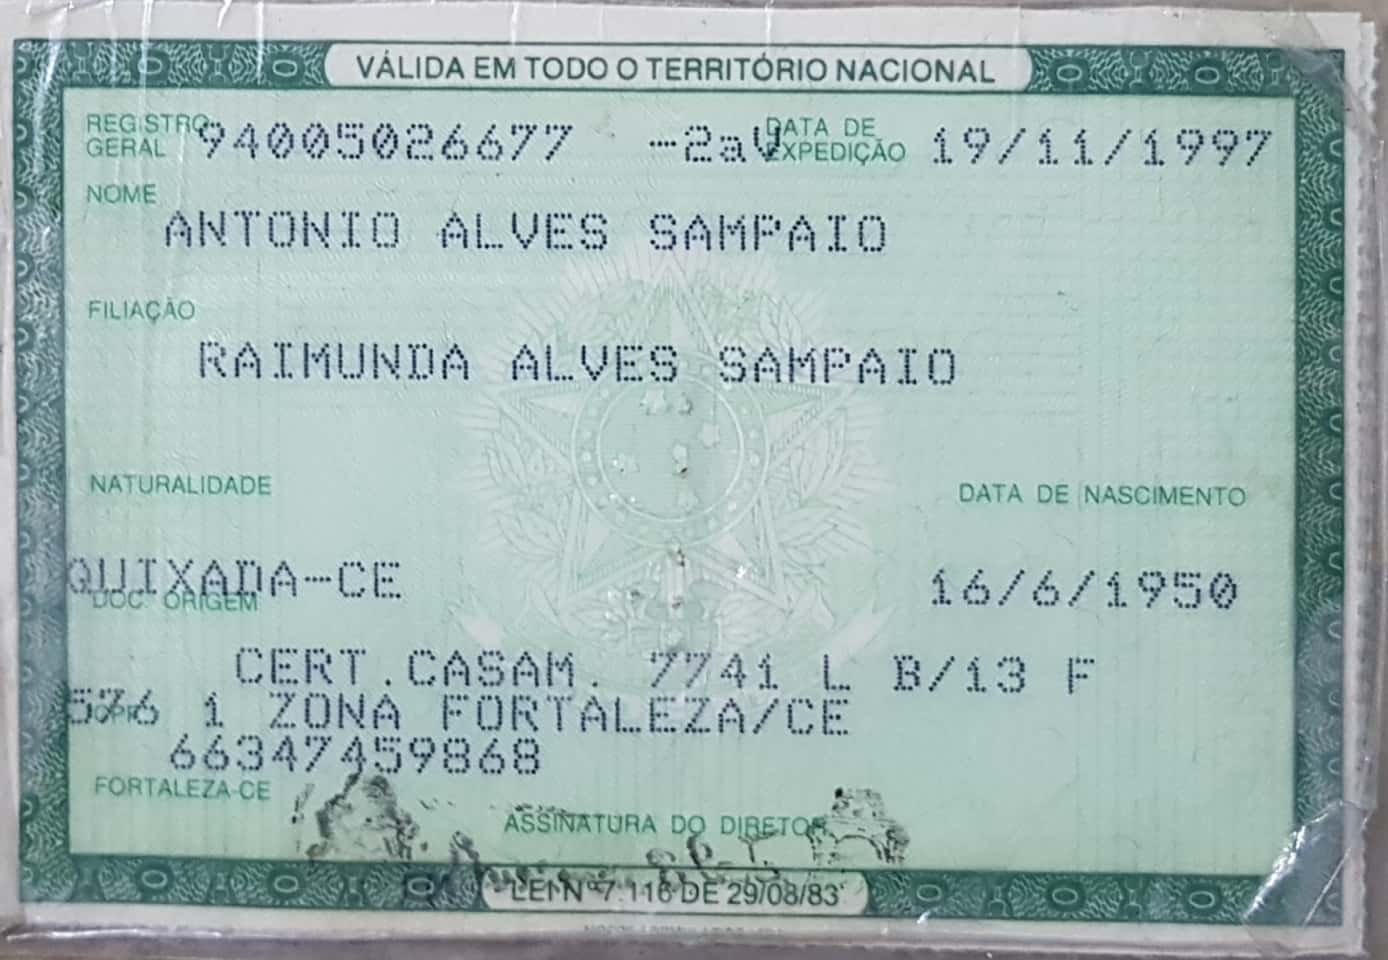 VÁLIDA EM TODO O TERRITÓRIO NACIONAL
REGISTRO GERAL 94005026677 -2aV DATA DE EXPEDIÇÃO 19/11/1997
NOME
ANTONIO ALVES SAMPAIO
FILIAÇÃO
RAIMUNDA ALVES SAMPAIO
NATURALIDADE DATA DE NASCIMENTO
QUIXADA-CE 16/6/1950
DOC ORIGEM
CERT.CASAM. 7741 L B/13 F
576 1 ZONA FORTALEZA/CE
CPF
66347459868
FORTALEZA-CE
ASSINATURA DO DIRETOR
LEI Nº 7.116 DE 29/08/83